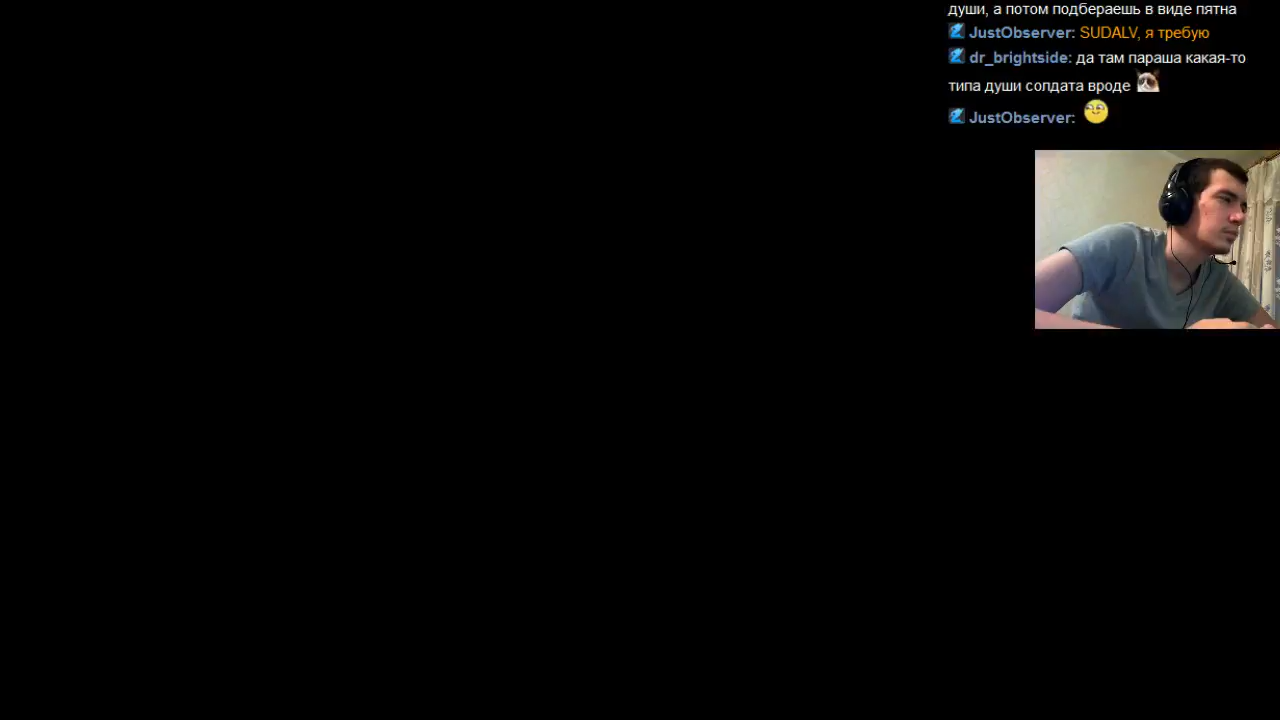 души, а потом подбераешь в виде пятна
JustObserver: SUDALV, я требую
dr_brightside: да там параша какая-то
типа души солдата вроде
JustObserver: